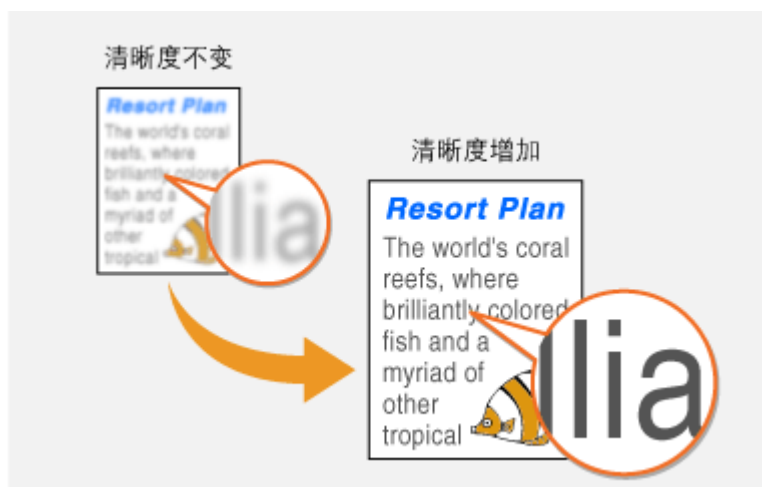 清晰度不变
Resort Plan
The world's coral
reefs, where
brilliantly colored
fish and a
myriad of
other
tropical
lia
清晰度增加
Resort Plan
The world's coral
reefs, where
brilliantly colored
fish and a
myriad of
other
tropical
llia